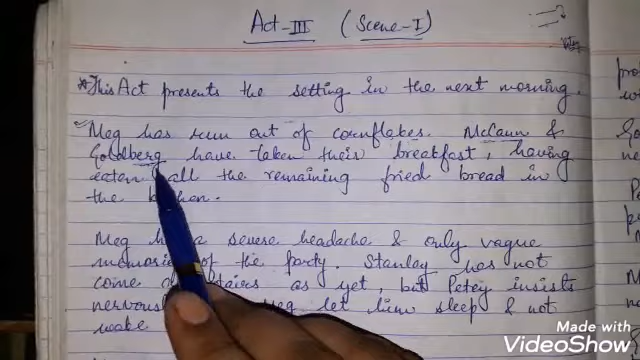 Act-III (Scene-I)
* This Act presents the setting in the next morning.
Meg has run out of cornflakes. McCann &
Goldberg have taken their breakfast, having
eaten all the remaining fried bread in
the
Meg a severe headache & only vague
memories of the party. Stanley has not
come as yet, but Petey insists
Meg let him sleep & not
wake
Made with
VideoShow